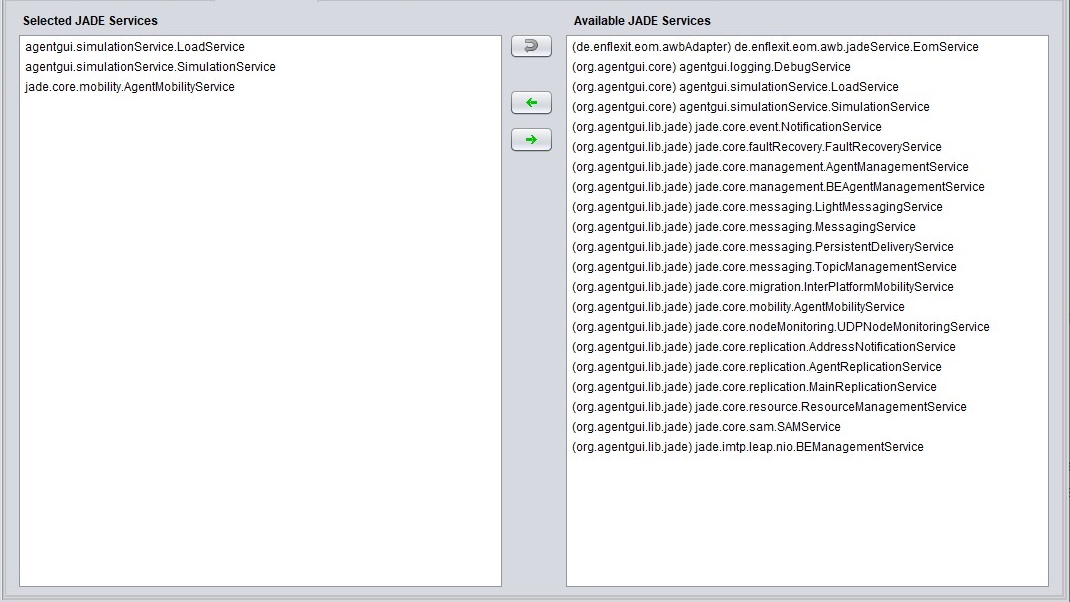 Selected JADE Services
agentgui.simulationService.LoadService
agentgui.simulationService.SimulationService
jade.core.mobility.AgentMobilityService
Available JADE Services
(de.enflexit.eom.awbAdapter) de.enflexit.eom.awb.jadeService.EomService
(org.agentgui.core) agentgui.logging.DebugService
(org.agentgui.core) agentgui.simulationService.LoadService
(org.agentgui.core) agentgui.simulationService.SimulationService
(org.agentgui.lib.jade) jade.core.event.NotificationService
(org.agentgui.lib.jade) jade.core.faultRecovery.FaultRecoveryService
(org.agentgui.lib.jade) jade.core.management.AgentManagementService
(org.agentgui.lib.jade) jade.core.management.BEAgentManagementService
(org.agentgui.lib.jade) jade.core.messaging.LightMessagingService
(org.agentgui.lib.jade) jade.core.messaging.MessagingService
(org.agentgui.lib.jade) jade.core.messaging.PersistentDeliveryService
(org.agentgui.lib.jade) jade.core.messaging.TopicManagementService
(org.agentgui.lib.jade) jade.core.migration.InterPlatformMobilityService
(org.agentgui.lib.jade) jade.core.mobility.AgentMobilityService
(org.agentgui.lib.jade) jade.core.nodeMonitoring.UDPNodeMonitoringService
(org.agentgui.lib.jade) jade.core.replication.AddressNotificationService
(org.agentgui.lib.jade) jade.core.replication.AgentReplicationService
(org.agentgui.lib.jade) jade.core.replication.MainReplicationService
(org.agentgui.lib.jade) jade.core.resource.ResourceManagementService
(org.agentgui.lib.jade) jade.core.sam.SAMService
(org.agentgui.lib.jade) jade.imtp.leap.nio.BEManagementService